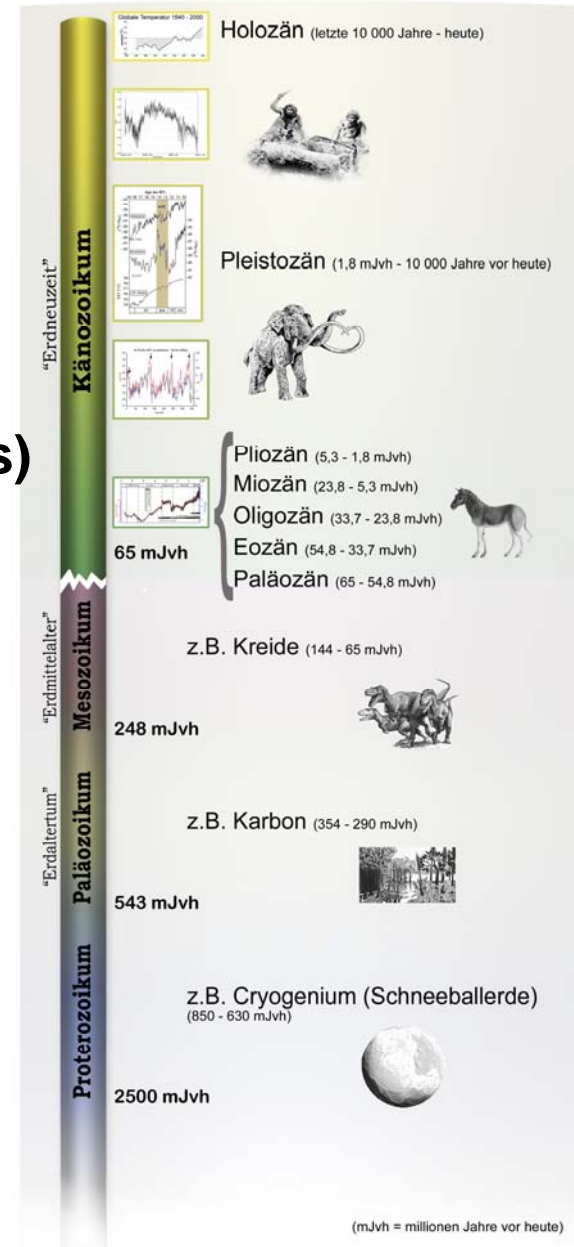 Globale Temperatur 1840 - 2000
Holozän (letzte 10 000 Jahre - heute)
"Erdneuzeit"
Känozoikum
Pleistozän (1,8 mJvh - 10 000 Jahre vor heute)
s)
Pliozän (5,3 - 1,8 mJvh)
Miozän (23,8 - 5,3 mJvh)
Oligozän (33,7 - 23,8 mJvh)
Eozän (54,8 - 33,7 mJvh)
Paläozän (65 - 54,8 mJvh)
65 mJvh
"Erdmittelalter"
Mesozoikum
z.B. Kreide (144 - 65 mJvh)
248 mJvh
"Erdaltertum"
Paläozoikum
z.B. Karbon (354 - 290 mJvh)
543 mJvh
Proterozoikum
z.B. Cryogenium (Schneeballerde)
(850 - 630 mJvh)
2500 mJvh
(mJvh = millionen Jahre vor heute)